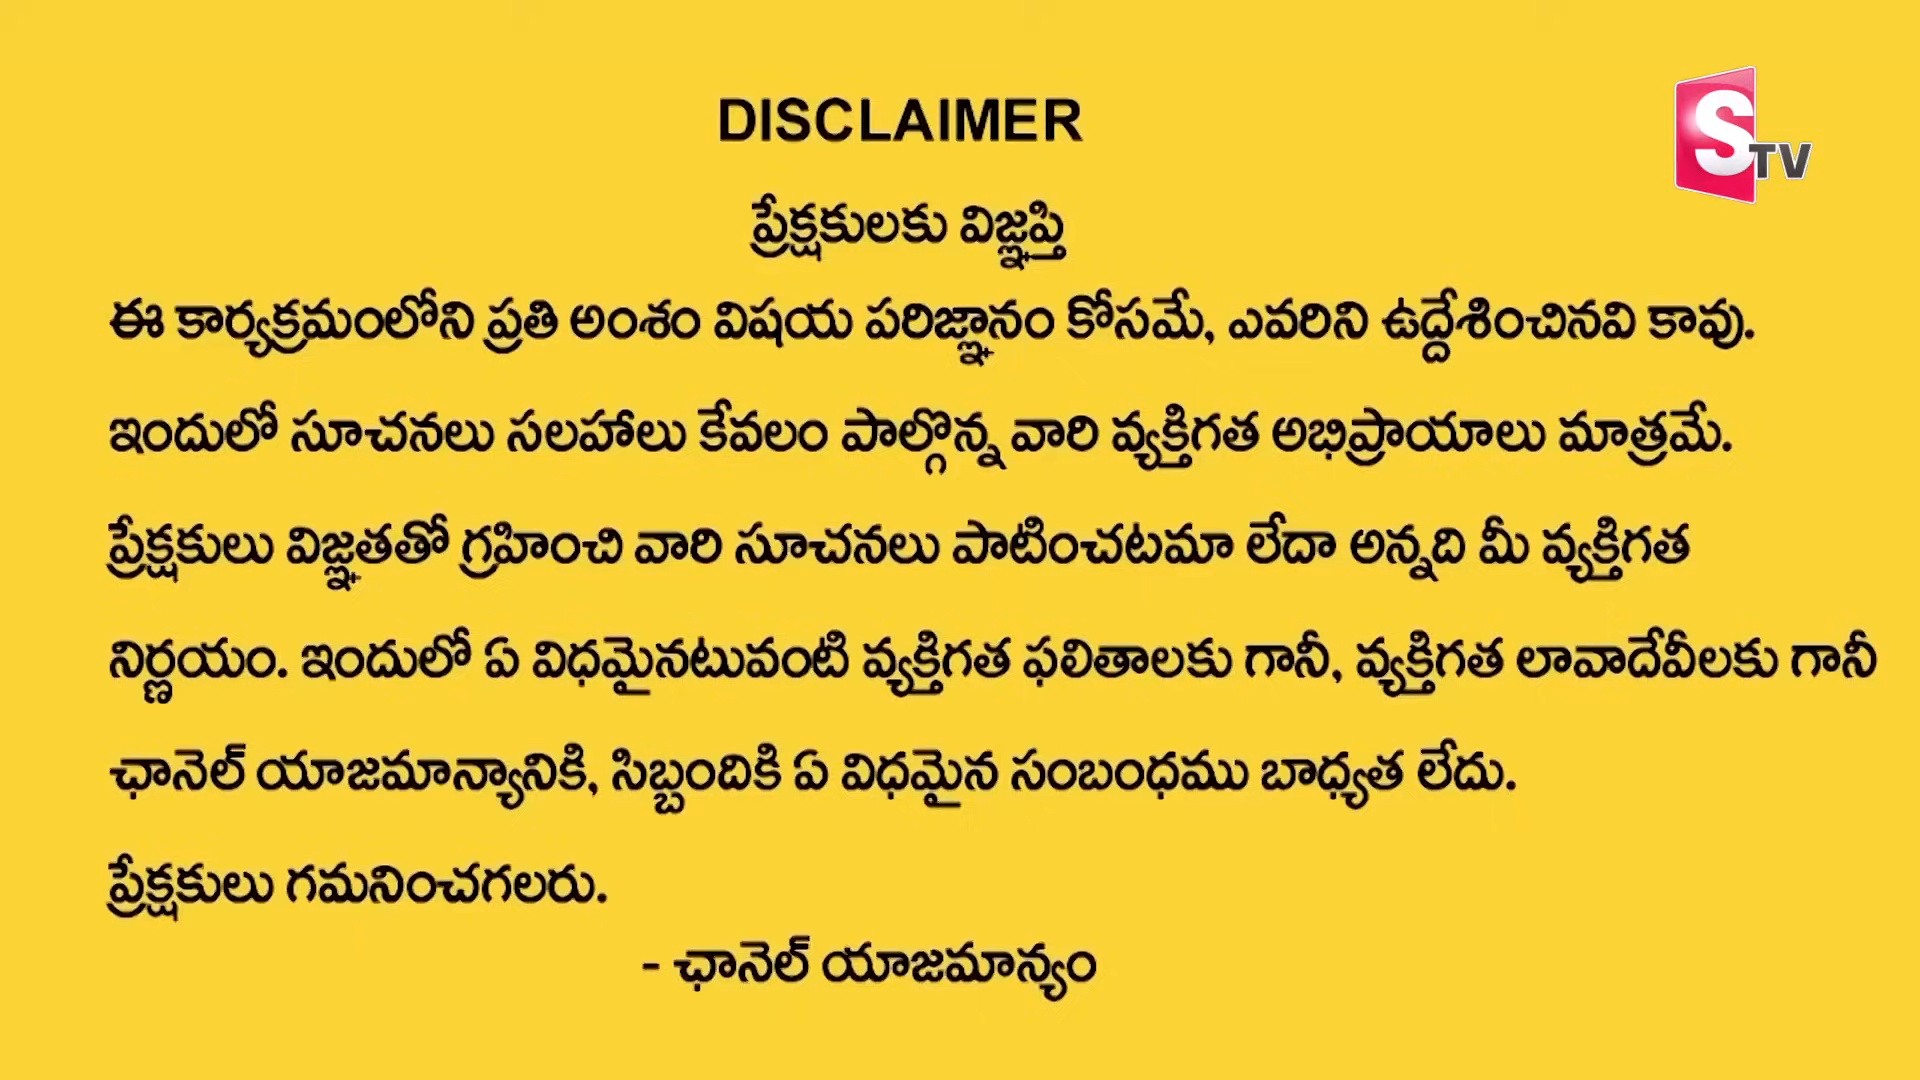 DISCLAIMER
STV
ప్రేక్షకులకు విజ్ఞప్తి
ఈ కార్యక్రమంలోని ప్రతి అంశం విషయ పరిజ్ఞానం కోసమే, ఎవరిని ఉద్దేశించినవి కావు.
ఇందులో సూచనలు సలహాలు కేవలం పాల్గొన్న వారి వ్యక్తిగత అభిప్రాయాలు మాత్రమే.
ప్రేక్షకులు విజ్ఞతతో గ్రహించి వారి సూచనలు పాటించటమా లేదా అన్నది మీ వ్యక్తిగత
నిర్ణయం. ఇందులో ఏ విధమైనటువంటి వ్యక్తిగత ఫలితాలకు గానీ, వ్యక్తిగత లావాదేవీలకు గానీ
ఛానెల్ యాజమాన్యానికి, సిబ్బందికి ఏ విధమైన సంబంధము బాధ్యత లేదు.
ప్రేక్షకులు గమనించగలరు.
- ఛానెల్ యాజమాన్యం